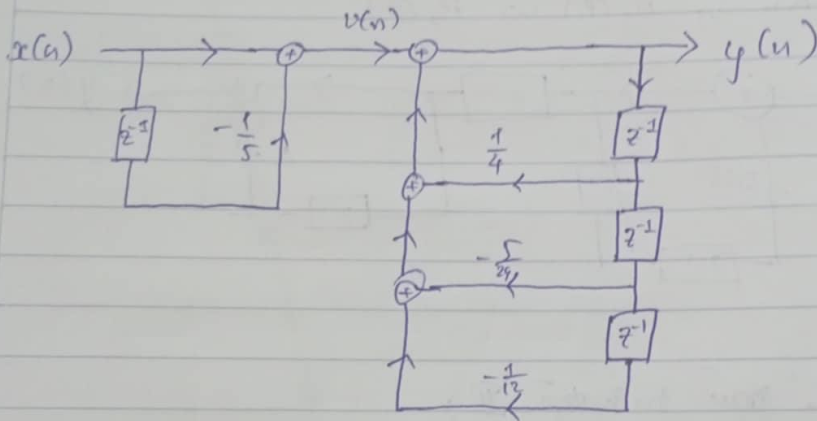 v(n)
x(n) + + y(n)
z⁻¹ -1/5 z⁻¹
1/4
+
z⁻¹
-5/24
+
z⁻¹
-1/12